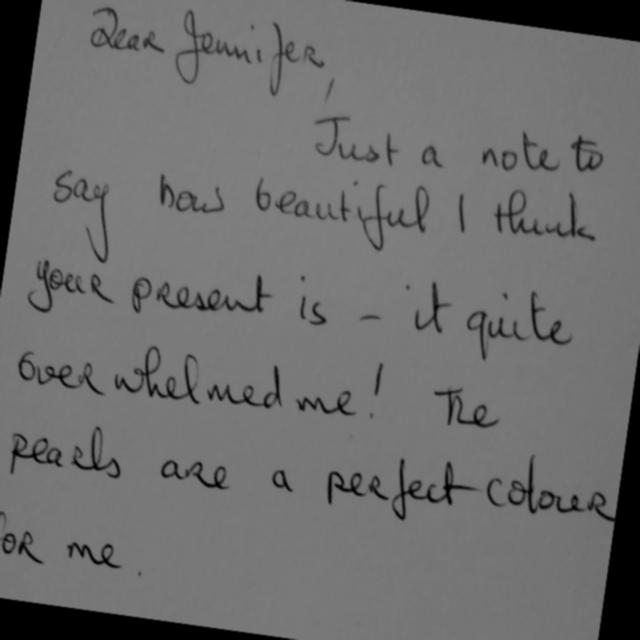 Dear Jennifer,
Just a note to
say how beautiful I think
your present is – it quite
overwhelmed me! The
pearls are a perfect colour
for me.